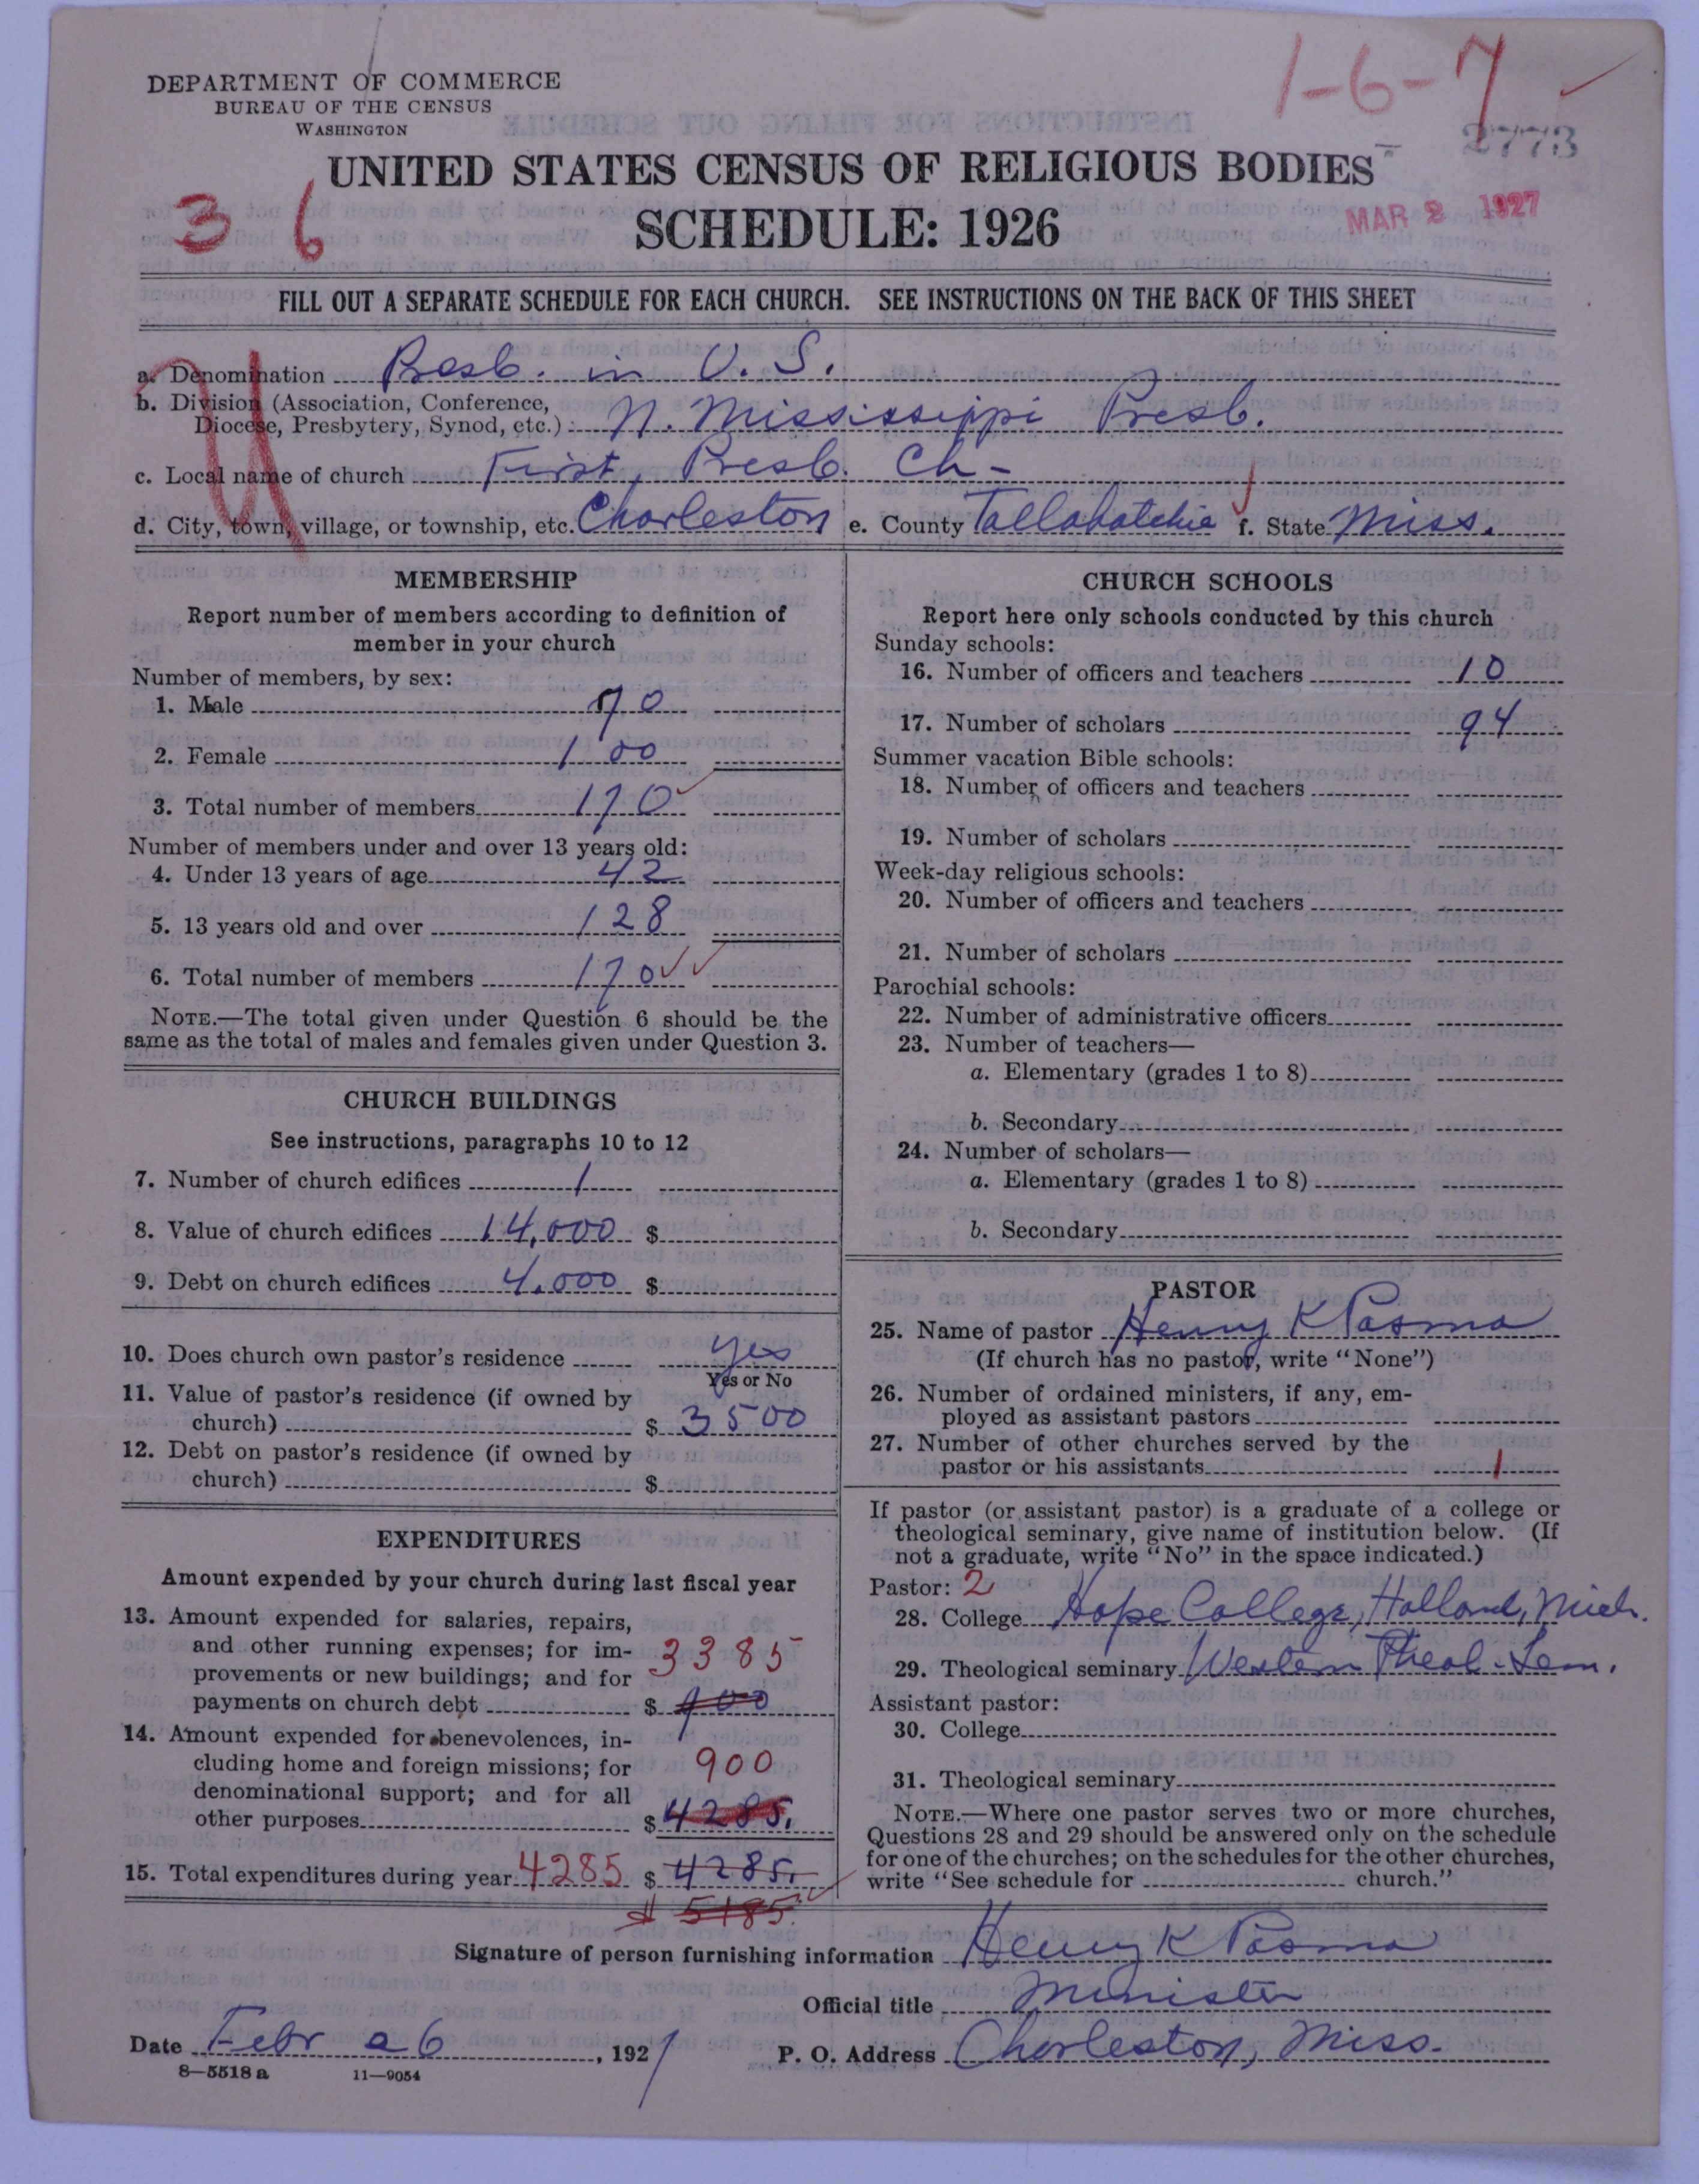 1-6-7
DEPARTMENT OF COMMERCE
BUREAU OF THE CENSUS
WASHINGTON
2773
UNITED STATES CENSUS OF RELIGIOUS BODIES
36
SCHEDULE: 1926
MAR 8 1927
FILL OUT A SEPARATE SCHEDULE FOR EACH CHURCH. SEE INSTRUCTIONS ON THE BACK OF THIS SHEET
a. Denomination Presb. in U. S.
b. Division (Association, Conference,
Diocese, Presbytery, Synod, etc.) N. Mississippi Presb.
c. Local name of church First Presb. Ch-
d. City, town, village, or township, etc. Charleston e. County Tallahatchie f. State Miss.
MEMBERSHIP
Report number of members according to definition of
member in your church
Number of members, by sex:
1. Male 70
2. Female 100
3. Total number of members 170
Number of members under and over 13 years old:
4. Under 13 years of age 42
5. 13 years old and over 128
6. Total number of members 170
NOTE.—The total given under Question 6 should be the
same as the total of males and females given under Question 3.
CHURCH BUILDINGS
See instructions, paragraphs 10 to 12
7. Number of church edifices 1
8. Value of church edifices 14,000 $
9. Debt on church edifices 4,000 $
10. Does church own pastor's residence yes
Yes or No
11. Value of pastor's residence (if owned by
church) $ 3500
12. Debt on pastor's residence (if owned by
church) $
EXPENDITURES
Amount expended by your church during last fiscal year
13. Amount expended for salaries, repairs,
and other running expenses; for im-
3385
provements or new buildings; and for
payments on church debt $ 900
14. Amount expended for benevolences, in-
cluding home and foreign missions; for
900
denominational support; and for all
other purposes $ 4285.
15. Total expenditures during year 4285 $ 4285.
$ 5185
CHURCH SCHOOLS
Report here only schools conducted by this church
Sunday schools:
16. Number of officers and teachers 10
17. Number of scholars 94
Summer vacation Bible schools:
18. Number of officers and teachers
19. Number of scholars
Week-day religious schools:
20. Number of officers and teachers
21. Number of scholars
Parochial schools:
22. Number of administrative officers
23. Number of teachers—
a. Elementary (grades 1 to 8)
b. Secondary
24. Number of scholars—
a. Elementary (grades 1 to 8)
b. Secondary
PASTOR
25. Name of pastor Henry K Pasma
(If church has no pastor, write "None")
26. Number of ordained ministers, if any, em-
ployed as assistant pastors
27. Number of other churches served by the
pastor or his assistants 1
If pastor (or assistant pastor) is a graduate of a college or
theological seminary, give name of institution below. (If
not a graduate, write "No" in the space indicated.)
Pastor: 2
28. College Hope College, Holland, Mich.
29. Theological seminary Western Theol. Sem.
Assistant pastor:
30. College
31. Theological seminary
NOTE.—Where one pastor serves two or more churches,
Questions 28 and 29 should be answered only on the schedule
for one of the churches; on the schedules for the other churches,
write "See schedule for church."
Signature of person furnishing information Henry K Pasma
Official title Minister
Date Febr 26, 1927
P. O. Address Charleston, Miss.
8—5518 a 11—9054